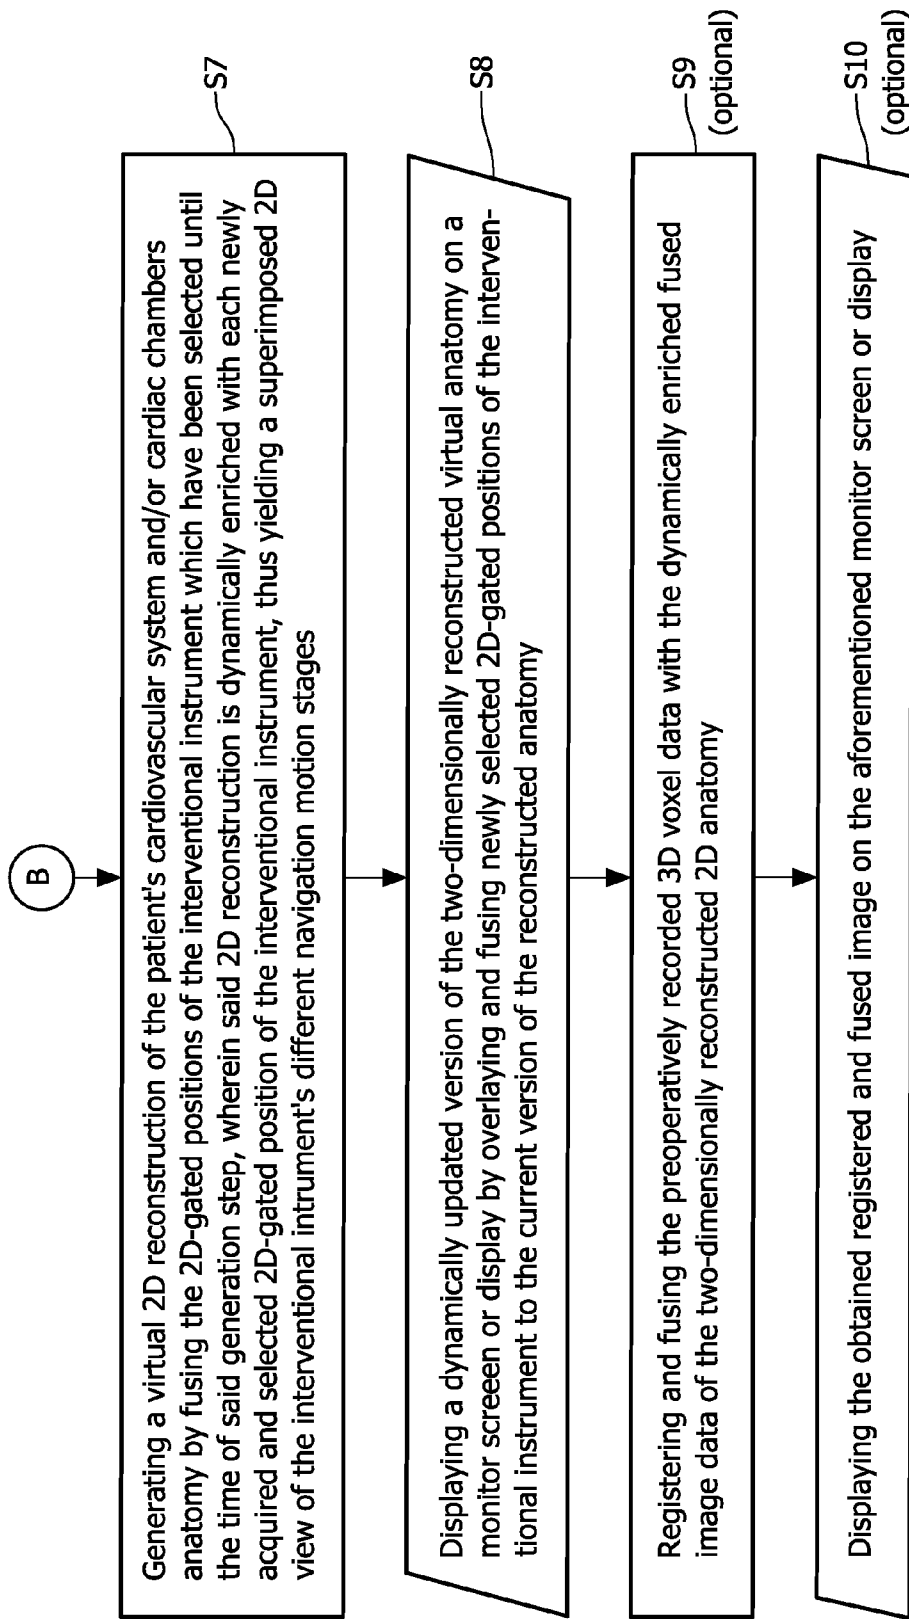 B
Generating a virtual 2D reconstruction of the patient's cardiovascular system and/or cardiac chambers
anatomy by fusing the 2D-gated positions of the interventional instrument which have been selected until
the time of said generation step, wherein said 2D reconstruction is dynamically enriched with each newly
acquired and selected 2D-gated position of the interventional instrument, thus yielding a superimposed 2D
view of the interventional intrument's different navigation motion stages
S7
Displaying a dynamically updated version of the two-dimensionally reconstructed virtual anatomy on a
monitor screeen or display by overlaying and fusing newly selected 2D-gated positions of the interven-
tional instrument to the current version of the reconstructed anatomy
S8
Registering and fusing the preoperatively recorded 3D voxel data with the dynamically enriched fused
image data of the two-dimensionally reconstructed 2D anatomy
S9
(optional)
Displaying the obtained registered and fused image on the aforementioned monitor screen or display
S10
(optional)